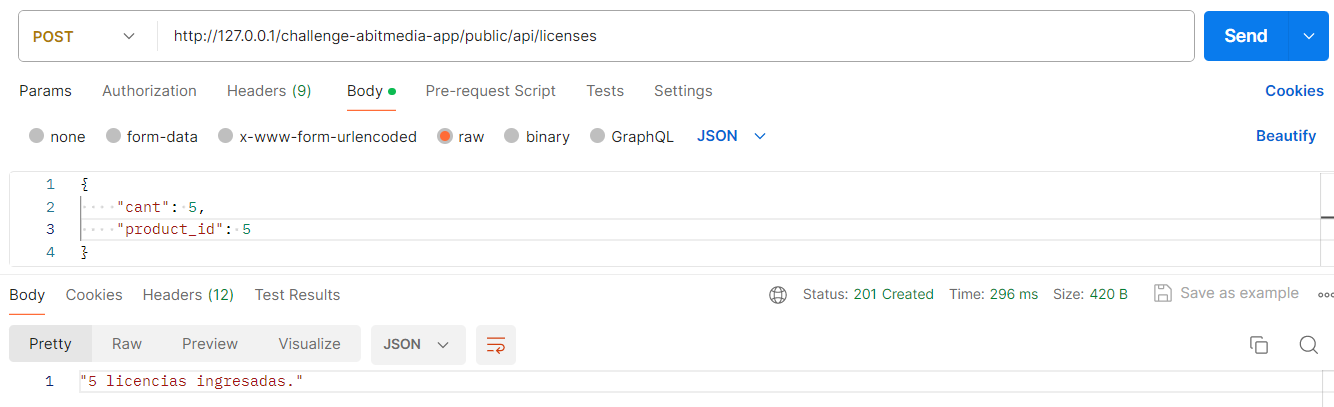 POST http://127.0.0.1/challenge-abitmedia-app/public/api/licenses Send
Params Authorization Headers (9) Body Pre-request Script Tests Settings Cookies
none form-data x-www-form-urlencoded raw binary GraphQL JSON Beautify
1 {
2 "cant": 5,
3 "product_id": 5
4 }
Body Cookies Headers (12) Test Results Status: 201 Created Time: 296 ms Size: 420 B Save as example
Pretty Raw Preview Visualize JSON
1 "5 licencias ingresadas."